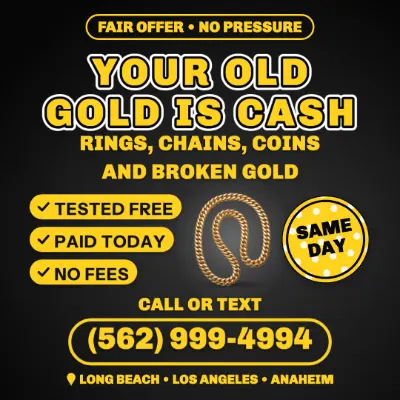 FAIR OFFER • NO PRESSURE
YOUR OLD
GOLD IS CASH
RINGS, CHAINS, COINS
AND BROKEN GOLD
TESTED FREE
PAID TODAY
NO FEES
SAME
DAY
CALL OR TEXT
(562) 999-4994
LONG BEACH • LOS ANGELES • ANAHEIM